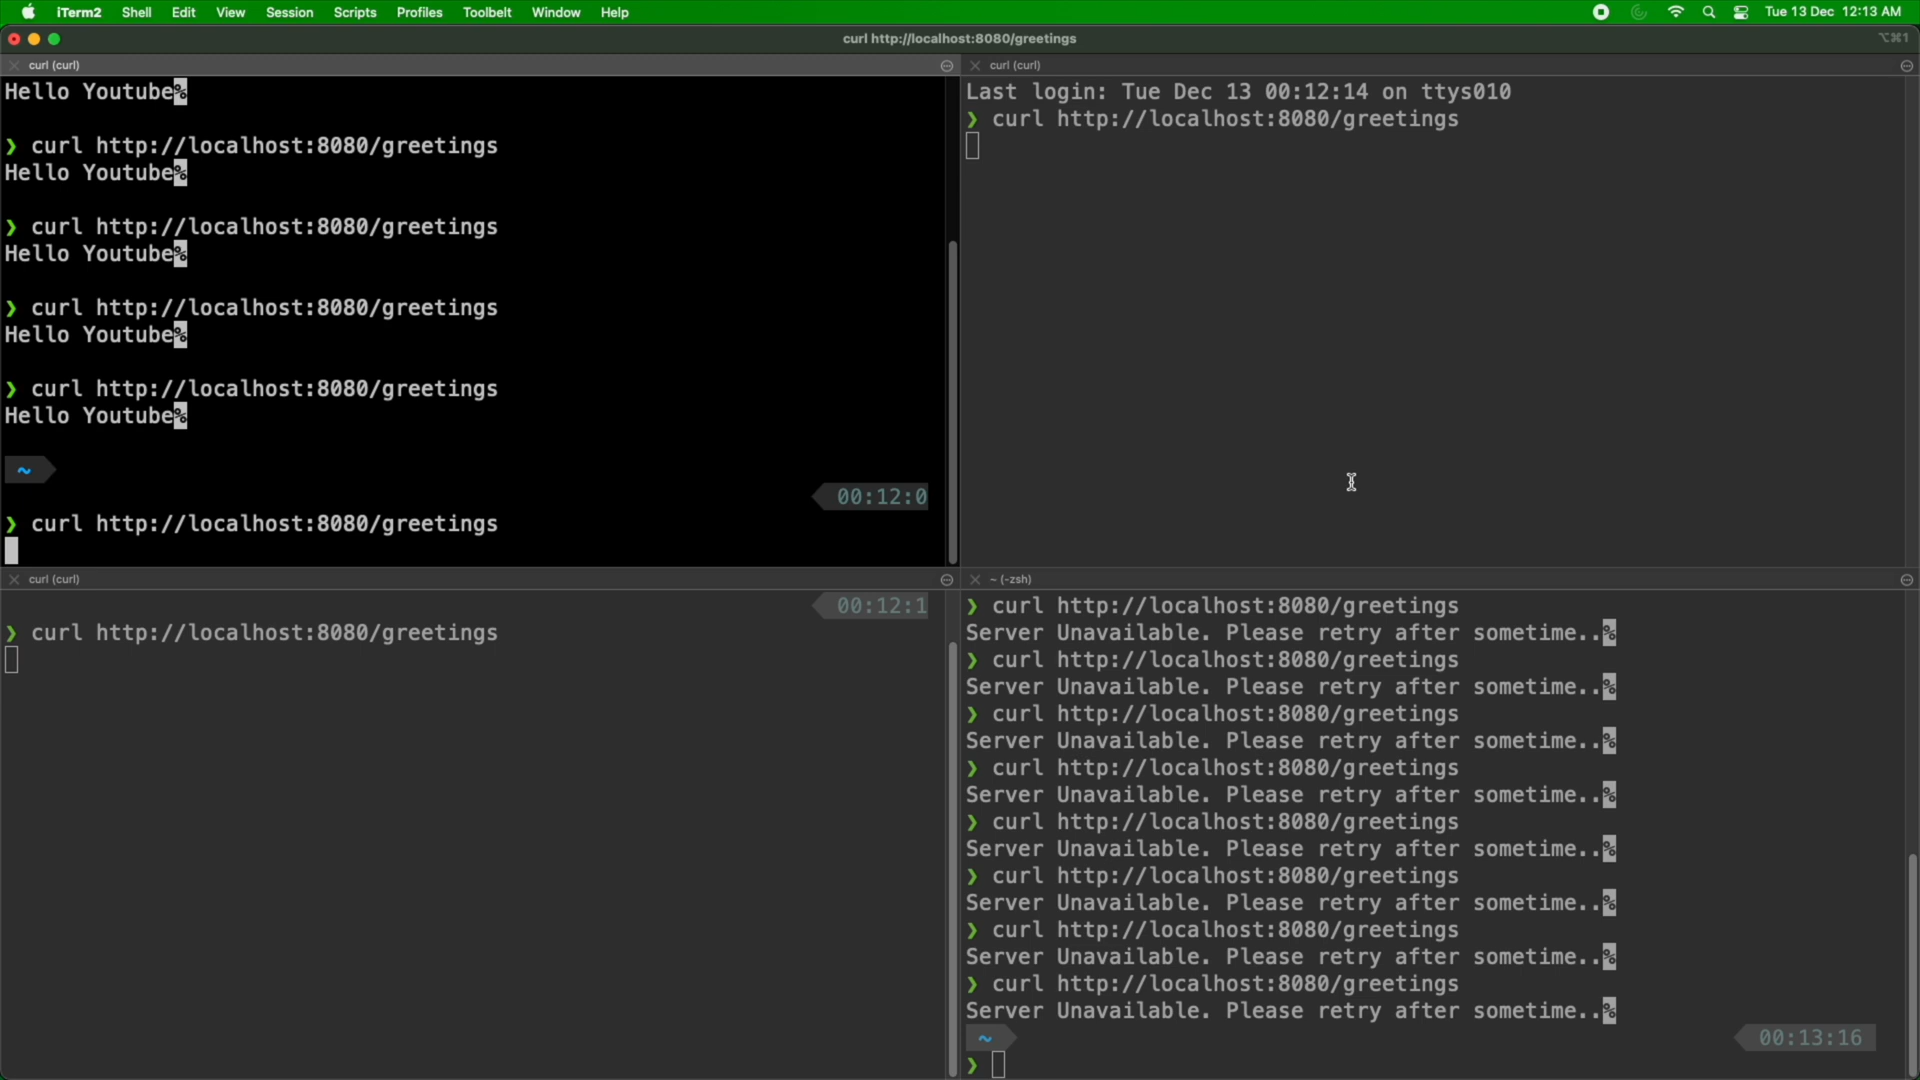 iTerm2 Shell Edit View Session Scripts Profiles Toolbelt Window Help Tue 13 Dec 12:13 AM
curl http://localhost:8080/greetings ⌥⌘1
curl (curl)
Hello Youtube%
❯ curl http://localhost:8080/greetings
Hello Youtube%
❯ curl http://localhost:8080/greetings
Hello Youtube%
❯ curl http://localhost:8080/greetings
Hello Youtube%
❯ curl http://localhost:8080/greetings
Hello Youtube%
~
00:12:0
❯ curl http://localhost:8080/greetings
curl (curl)
Last login: Tue Dec 13 00:12:14 on ttys010
❯ curl http://localhost:8080/greetings
curl (curl)
00:12:1
❯ curl http://localhost:8080/greetings
~ (-zsh)
❯ curl http://localhost:8080/greetings
Server Unavailable. Please retry after sometime..%
❯ curl http://localhost:8080/greetings
Server Unavailable. Please retry after sometime..%
❯ curl http://localhost:8080/greetings
Server Unavailable. Please retry after sometime..%
❯ curl http://localhost:8080/greetings
Server Unavailable. Please retry after sometime..%
❯ curl http://localhost:8080/greetings
Server Unavailable. Please retry after sometime..%
❯ curl http://localhost:8080/greetings
Server Unavailable. Please retry after sometime..%
❯ curl http://localhost:8080/greetings
Server Unavailable. Please retry after sometime..%
❯ curl http://localhost:8080/greetings
Server Unavailable. Please retry after sometime..%
~ 00:13:16
❯